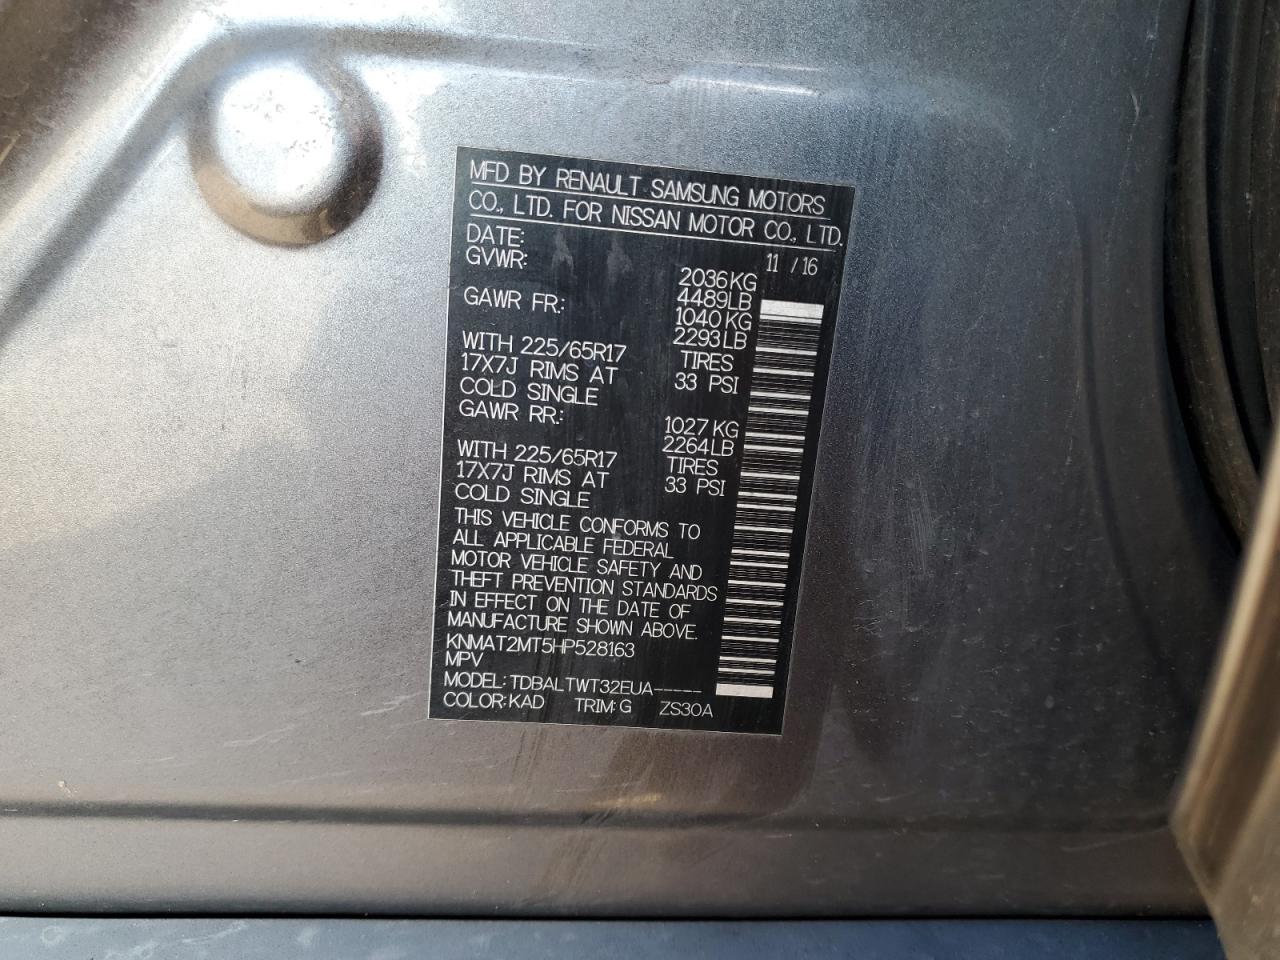 MFD BY RENAULT SAMSUNG MOTORS
CO., LTD. FOR NISSAN MOTOR CO., LTD.
DATE: 11 / 16
GVWR: 2036KG
4489LB
GAWR FR: 1040KG
2293LB
WITH 225/65R17 TIRES
17X7J RIMS AT 33 PSI
COLD SINGLE
GAWR RR: 1027KG
2264LB
WITH 225/65R17 TIRES
17X7J RIMS AT 33 PSI
COLD SINGLE
THIS VEHICLE CONFORMS TO
ALL APPLICABLE FEDERAL
MOTOR VEHICLE SAFETY AND
THEFT PREVENTION STANDARDS
IN EFFECT ON THE DATE OF
MANUFACTURE SHOWN ABOVE.
KNMAT2MT5HP528163
MPV
MODEL: TDBALTWT32EUA-----
COLOR: KAD TRIM: G ZS30A